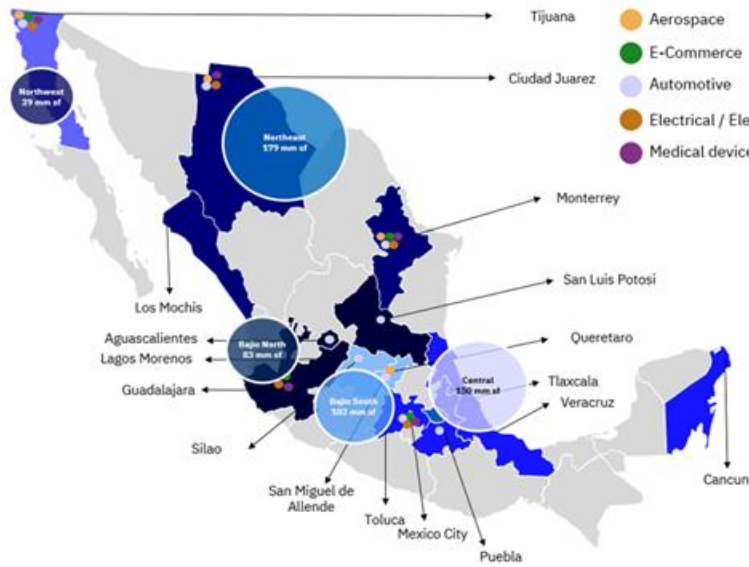 Tijuana
Aerospace
E-Commerce
Ciudad Juarez
Automotive
Electrical / Ele
Medical device
Northwest
29 mm sf
Northeast
179 mm sf
Monterrey
San Luis Potosi
Los Mochis
Aguascalientes
Lagos Morenos
Guadalajara
Bajio North
83 mm sf
Queretaro
Central
150 mm sf
Tlaxcala
Veracruz
Bajio South
103 mm sf
Silao
San Miguel de
Allende
Toluca
Mexico City
Puebla
Cancun